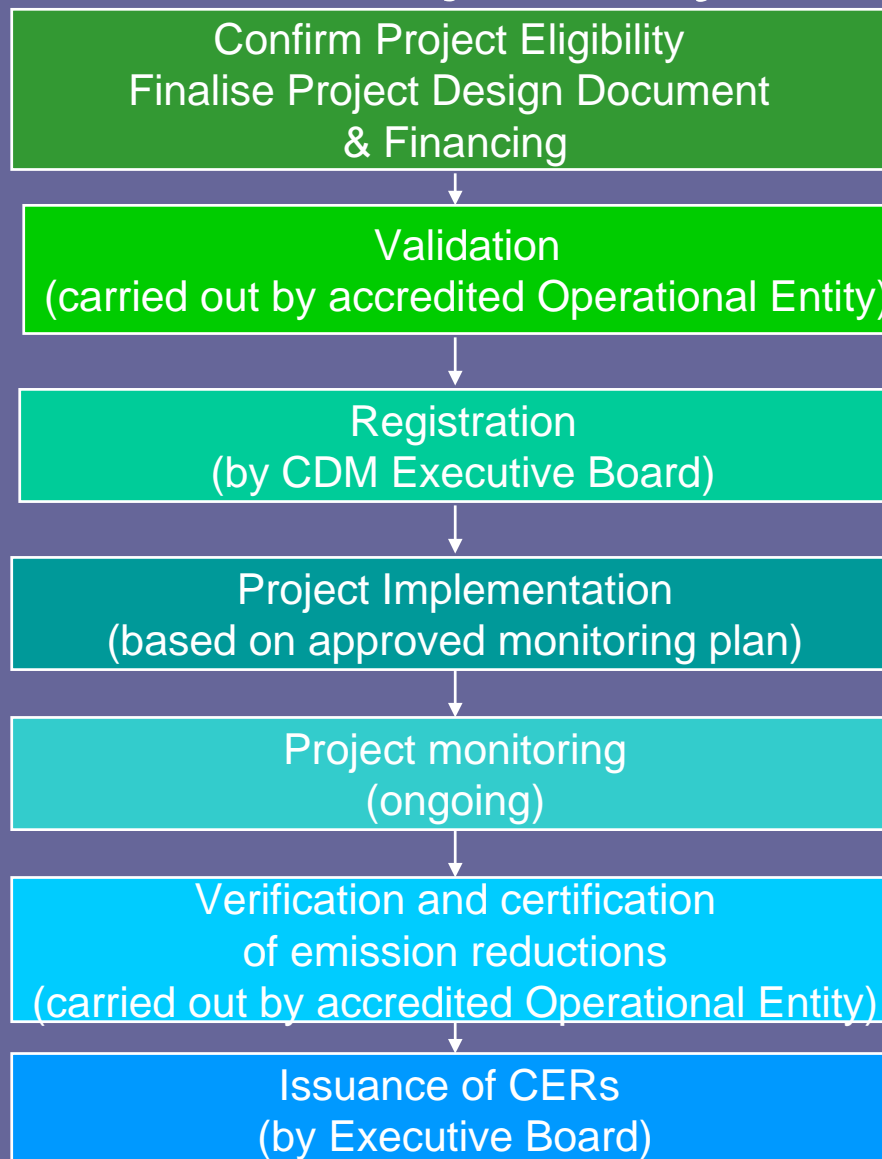 Confirm Project Eligibility
Finalise Project Design Document
& Financing
Validation
(carried out by accredited Operational Entity)
Registration
(by CDM Executive Board)
Project Implementation
(based on approved monitoring plan)
Project monitoring
(ongoing)
Verification and certification
of emission reductions
(carried out by accredited Operational Entity)
Issuance of CERs
(by Executive Board)